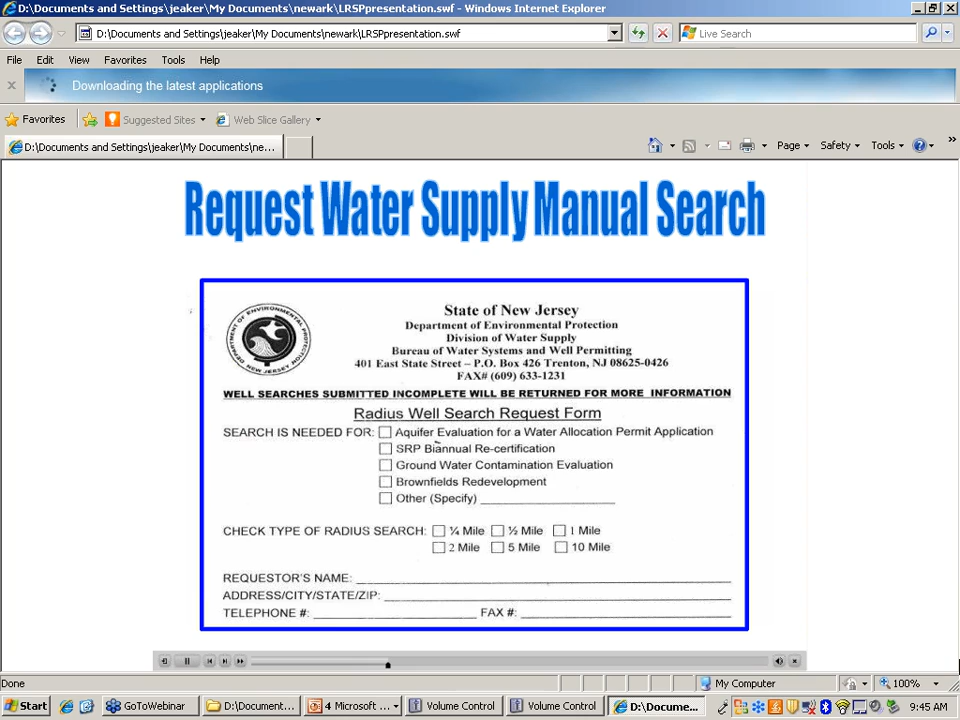 D:\Documents and Settings\jeaker\My Documents\newark\LRSPpresentation.swf - Windows Internet Explorer
D:\Documents and Settings\jeaker\My Documents\newark\LRSPpresentation.swf
Live Search
File Edit View Favorites Tools Help
Downloading the latest applications
Favorites Suggested Sites Web Slice Gallery
D:\Documents and Settings\jeaker\My Documents\ne... Page Safety Tools
Request Water Supply Manual Search
DEPARTMENT OF ENVIRONMENTAL PROTECTION
NEW JERSEY
State of New Jersey
Department of Environmental Protection
Division of Water Supply
Bureau of Water Systems and Well Permitting
401 East State Street – P.O. Box 426 Trenton, NJ 08625-0426
FAX# (609) 633-1231
WELL SEARCHES SUBMITTED INCOMPLETE WILL BE RETURNED FOR MORE INFORMATION
Radius Well Search Request Form
SEARCH IS NEEDED FOR: Aquifer Evaluation for a Water Allocation Permit Application
SRP Biannual Re-certification
Ground Water Contamination Evaluation
Brownfields Redevelopment
Other (Specify)
CHECK TYPE OF RADIUS SEARCH: ¼ Mile ½ Mile 1 Mile
2 Mile 5 Mile 10 Mile
REQUESTOR'S NAME:
ADDRESS/CITY/STATE/ZIP:
TELEPHONE #: FAX #:
Done My Computer 100%
Start GoToWebinar D:\Document... 4 Microsoft ... Volume Control Volume Control D:\Docume... 9:45 AM